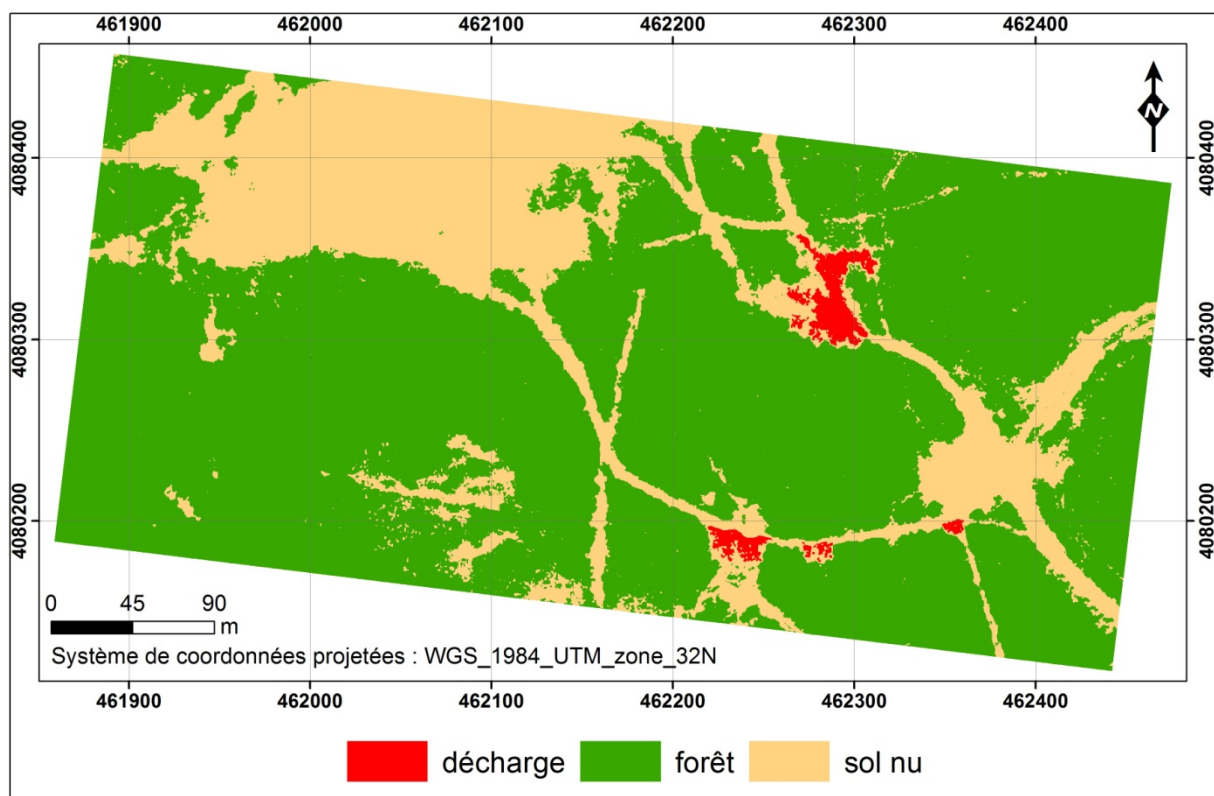 461900 462000 462100 462200 462300 462400
N
4080400 4080400
4080300 4080300
4080200 4080200
0 45 90
m
Système de coordonnées projetées : WGS_1984_UTM_zone_32N
461900 462000 462100 462200 462300 462400
décharge forêt sol nu